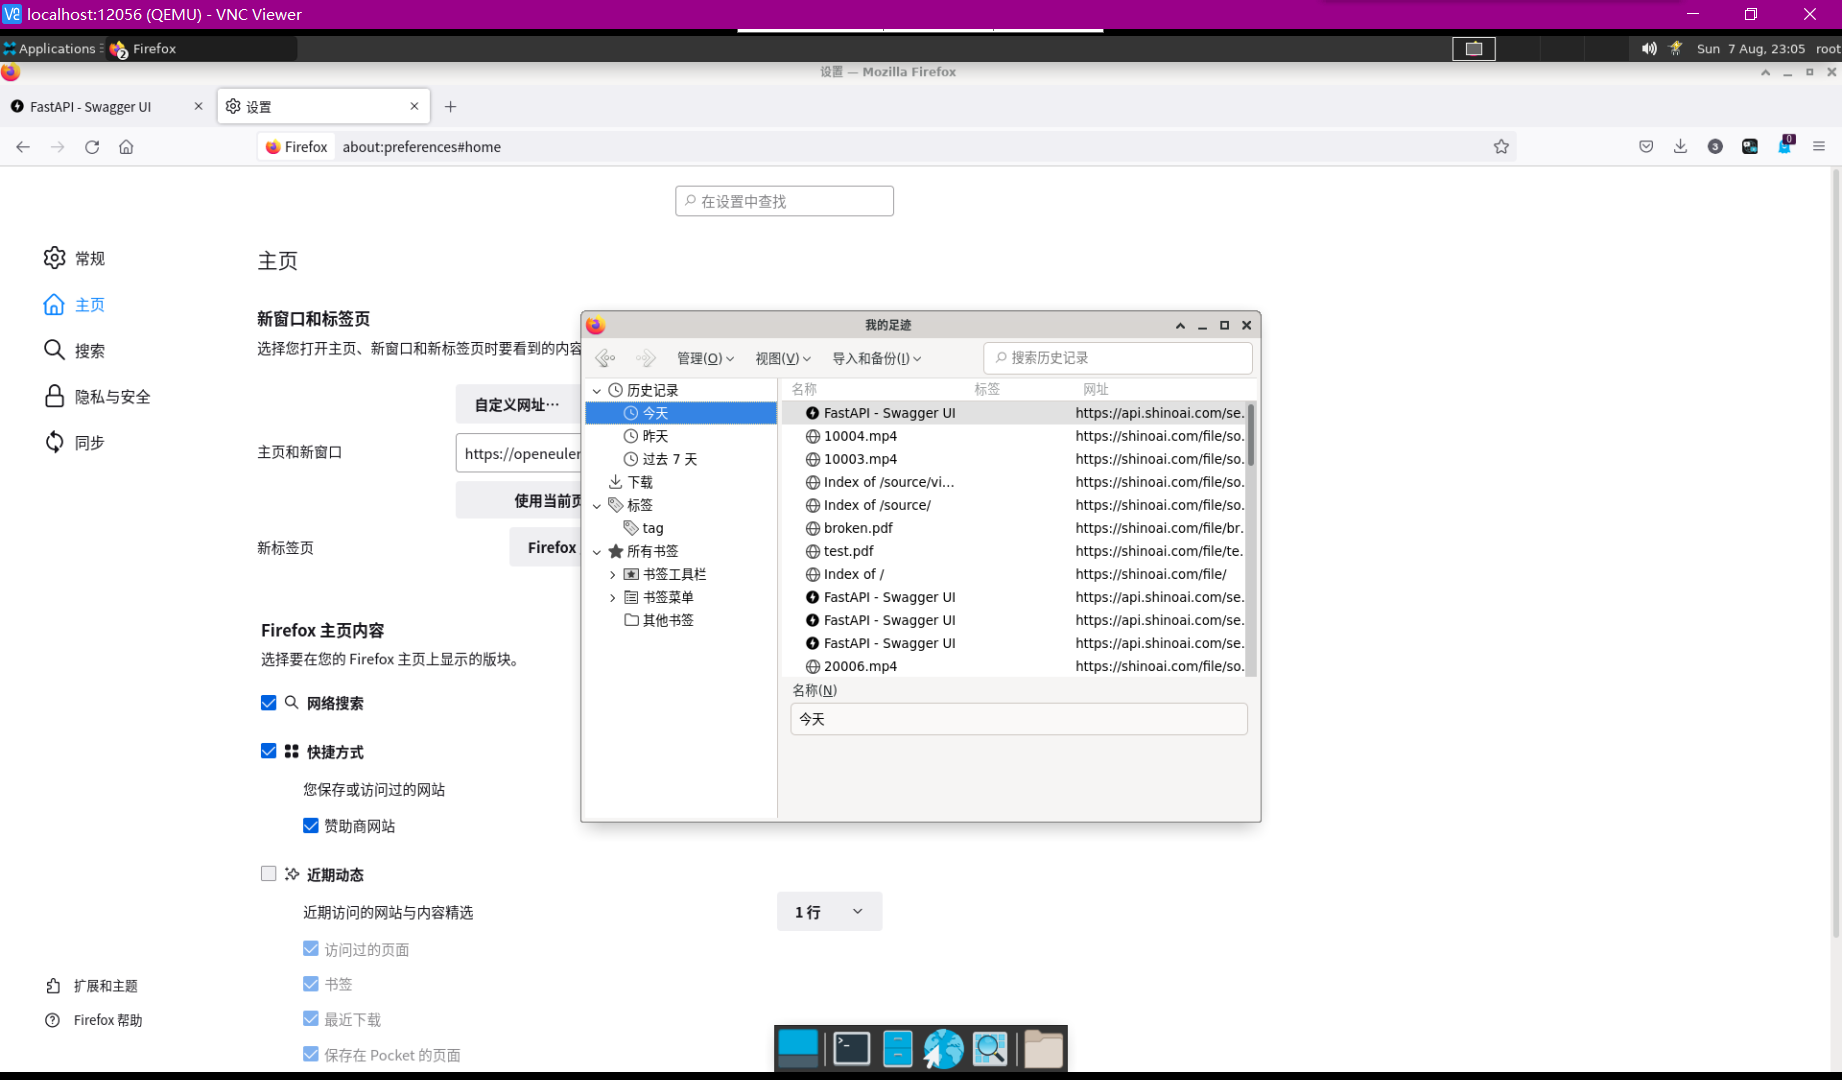 localhost:12056 (QEMU) - VNC Viewer
Applications
2
Firefox
Sun 7 Aug, 23:05 root
设置 — Mozilla Firefox
FastAPI - Swagger UI
设置
Firefox
about:preferences#home
3
0
在设置中查找
常规
主页
搜索
隐私与安全
同步
扩展和主题
Firefox 帮助
主页
新窗口和标签页
选择您打开主页、新窗口和新标签页时要看到的内容
自定义网址…
主页和新窗口
https://openeuler
使用当前页
新标签页
Firefox
Firefox 主页内容
选择要在您的 Firefox 主页上显示的版块。
网络搜索
快捷方式
您保存或访问过的网站
赞助商网站
近期动态
近期访问的网站与内容精选
1 行
访问过的页面
书签
最近下载
保存在 Pocket 的页面
我的足迹
管理(O)
视图(V)
导入和备份(I)
搜索历史记录
历史记录
今天
昨天
过去 7 天
下载
标签
tag
所有书签
书签工具栏
书签菜单
其他书签
名称 标签 网址
FastAPI - Swagger UI https://api.shinoai.com/se.
10004.mp4 https://shinoai.com/file/so.
10003.mp4 https://shinoai.com/file/so.
Index of /source/vi... https://shinoai.com/file/so.
Index of /source/ https://shinoai.com/file/so.
broken.pdf https://shinoai.com/file/br.
test.pdf https://shinoai.com/file/te.
Index of / https://shinoai.com/file/
FastAPI - Swagger UI https://api.shinoai.com/se.
FastAPI - Swagger UI https://api.shinoai.com/se.
FastAPI - Swagger UI https://api.shinoai.com/se.
20006.mp4 https://shinoai.com/file/so.
名称(N)
今天